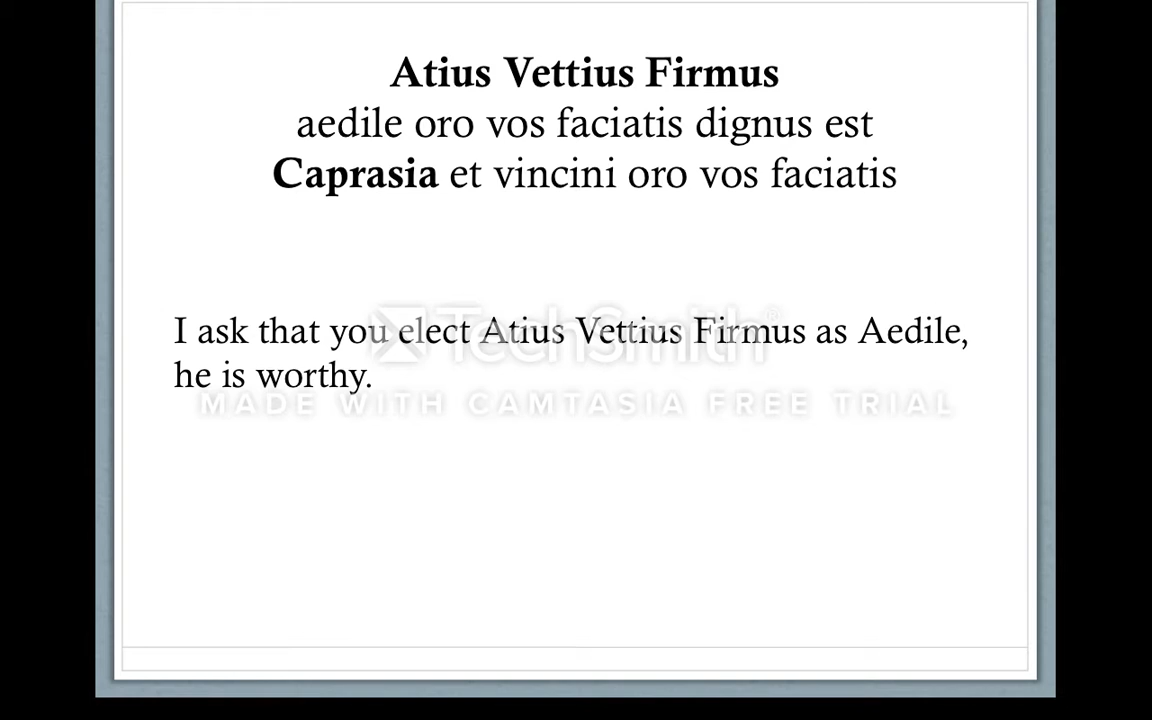 Atius Vettius Firmus
aedile oro vos faciatis dignus est
Caprasia et vincini oro vos faciatis
I ask that you elect Atius Vettius Firmus as Aedile,
he is worthy.
TechSmith®
MADE WITH CAMTASIA FREE TRIAL